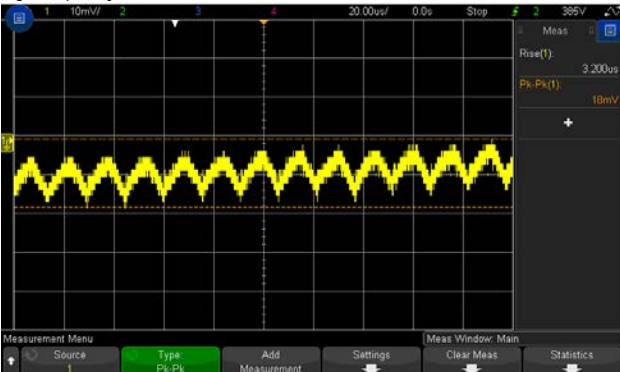 1 10mV/ 2 3 4 20.00us/ 0.0s Stop 2 385V
Meas
Rise(1):
3.200us
Pk-Pk(1):
18mV
+
Measurement Menu Meas Window: Main
Source Type: Add Settings Clear Meas Statistics
1 Pk-Pk Measurement